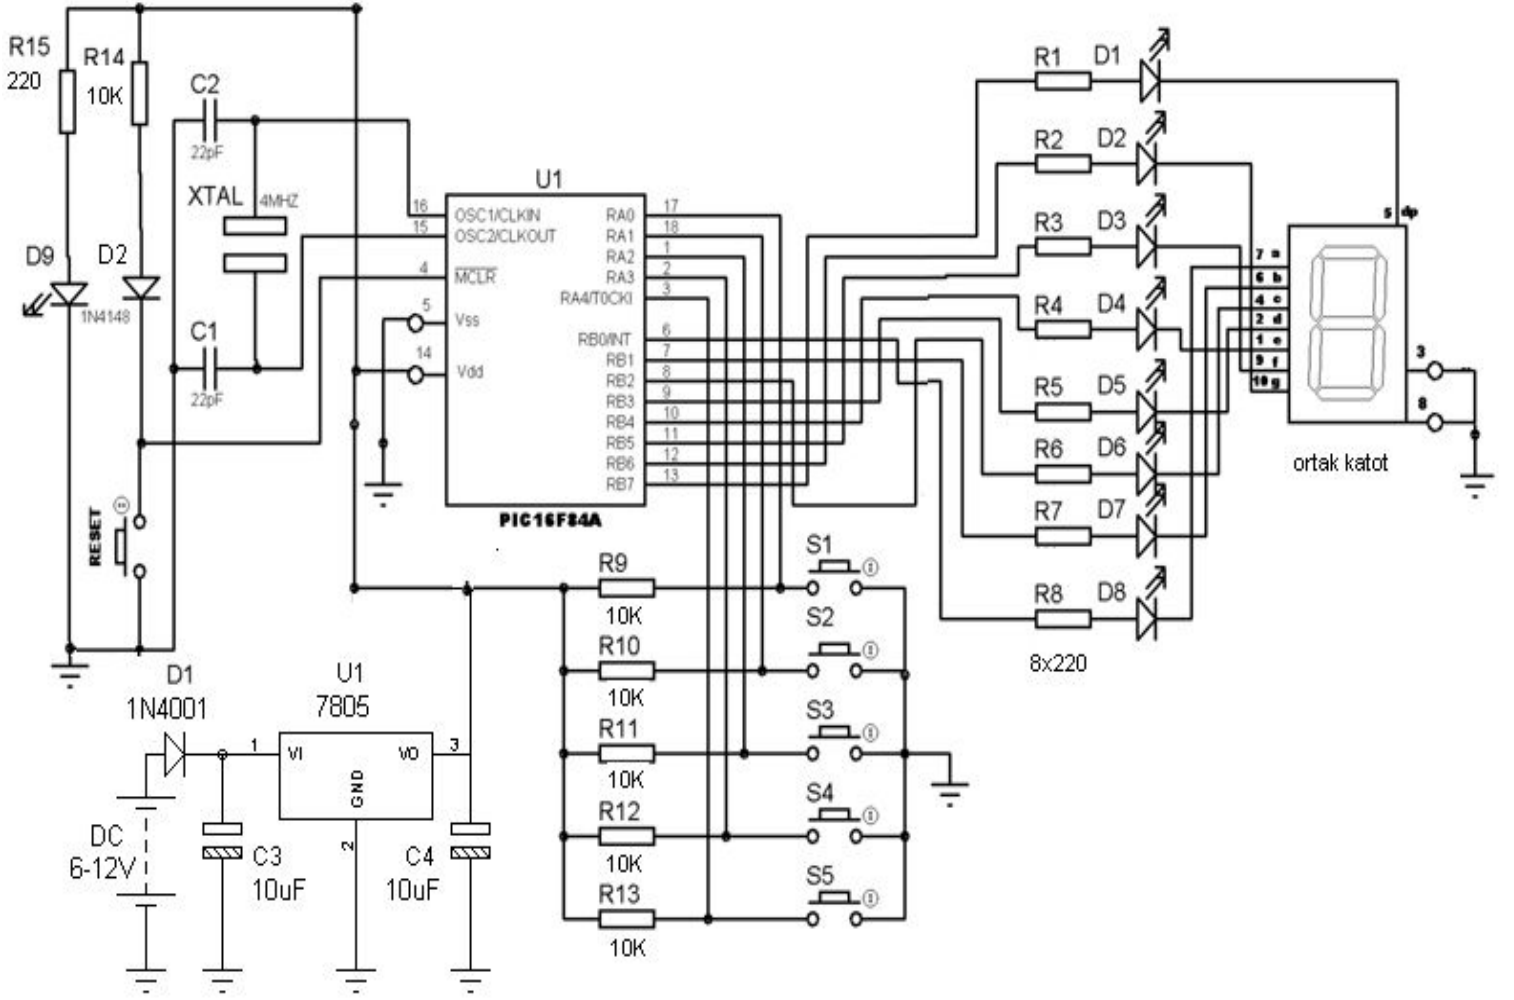 R15
220
R14
10K
C2
22pF
XTAL
4MHZ
D9
D2
1N4148
C1
22pF
RESET
U1
16
15
4
5
14
OSC1/CLKIN
OSC2/CLKOUT
MCLR
Vss
Vdd
RA0
RA1
RA2
RA3
RA4/T0CKI
RB0/INT
RB1
RB2
RB3
RB4
RB5
RB6
RB7
17
18
1
2
3
6
7
8
9
10
11
12
13
PIC16F84A
R1
D1
R2
D2
R3
D3
R4
D4
R5
D5
R6
D6
R7
D7
R8
D8
8x220
5 dp
7 a
6 b
4 c
2 d
1 e
9 f
10 g
3
8
ortak katot
R9
10K
R10
10K
R11
10K
R12
10K
R13
10K
S1
S2
S3
S4
S5
D1
1N4001
U1
7805
1
VI
VO
3
GND
2
DC
6-12V
C3
10uF
C4
10uF